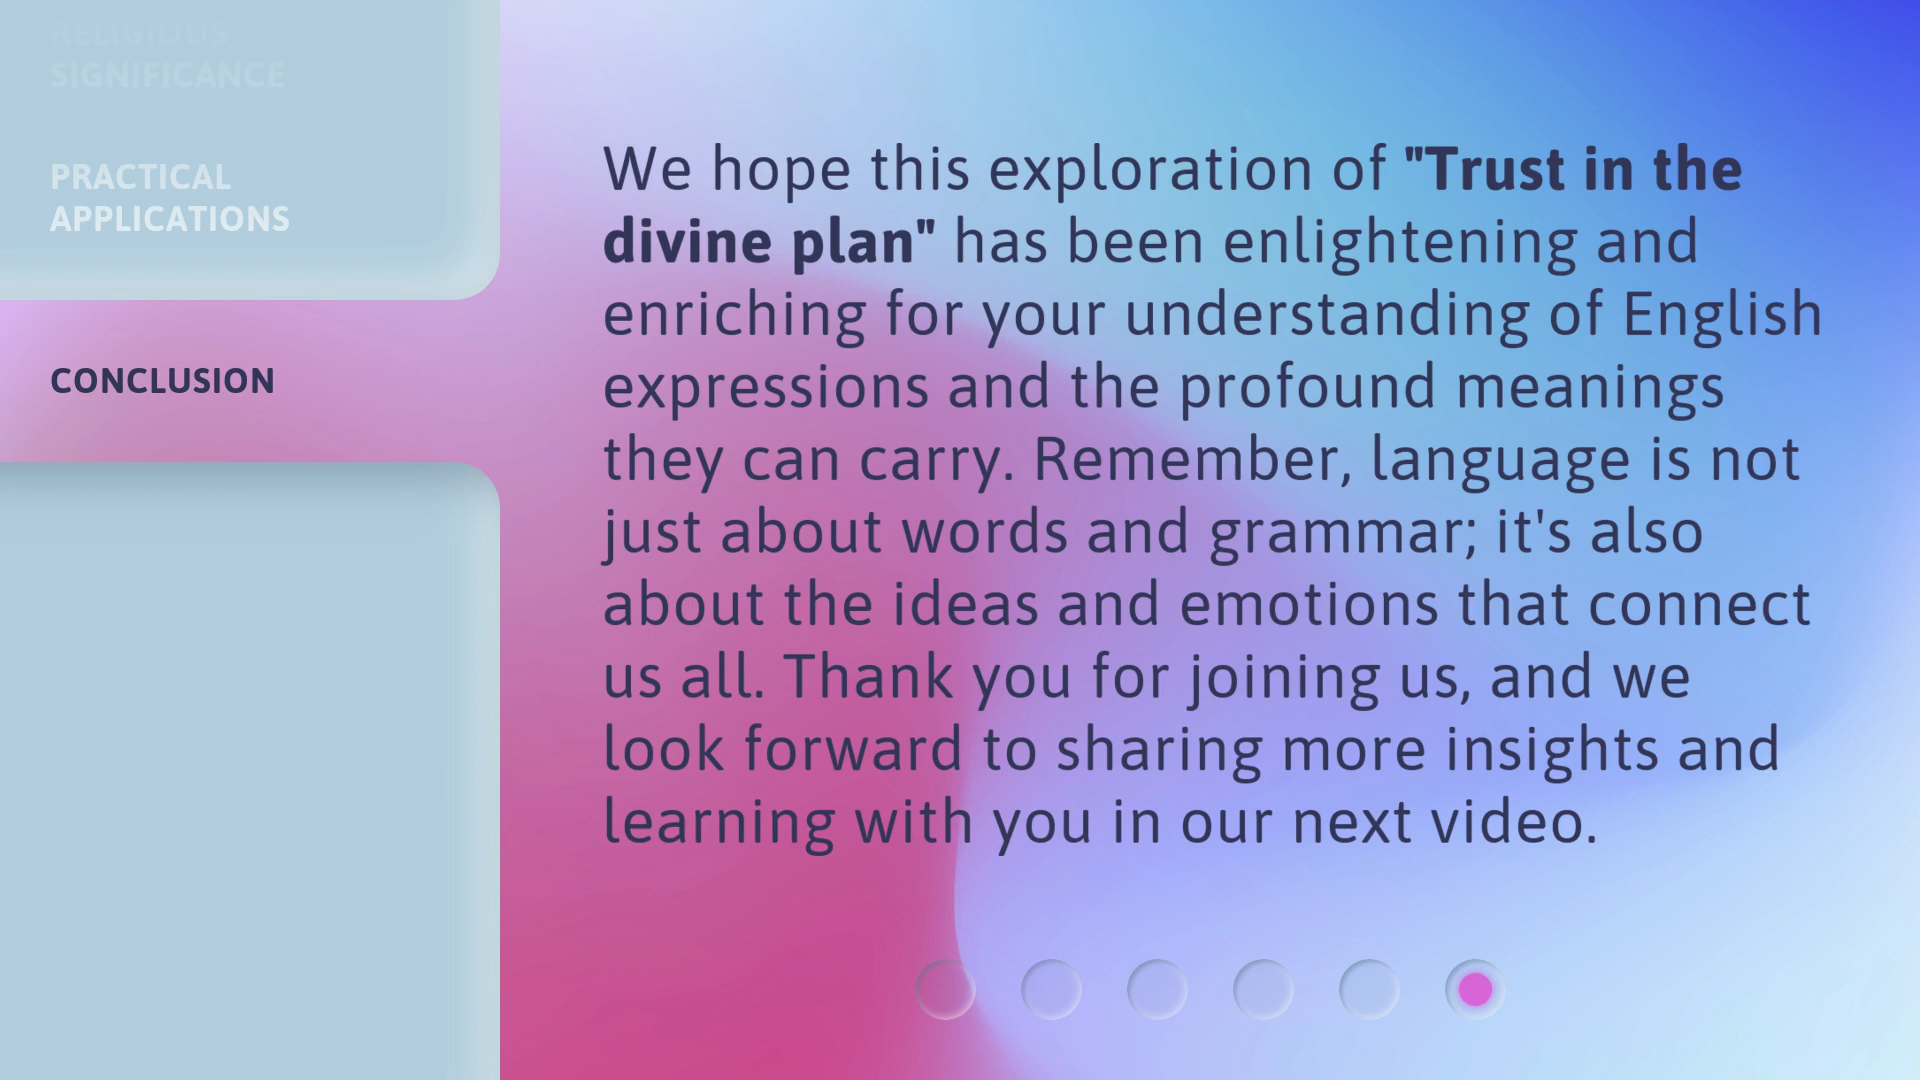 RELIGIOUS
SIGNIFICANCE
PRACTICAL
APPLICATIONS
CONCLUSION
We hope this exploration of "Trust in the
divine plan" has been enlightening and
enriching for your understanding of English
expressions and the profound meanings
they can carry. Remember, language is not
just about words and grammar; it's also
about the ideas and emotions that connect
us all. Thank you for joining us, and we
look forward to sharing more insights and
learning with you in our next video.